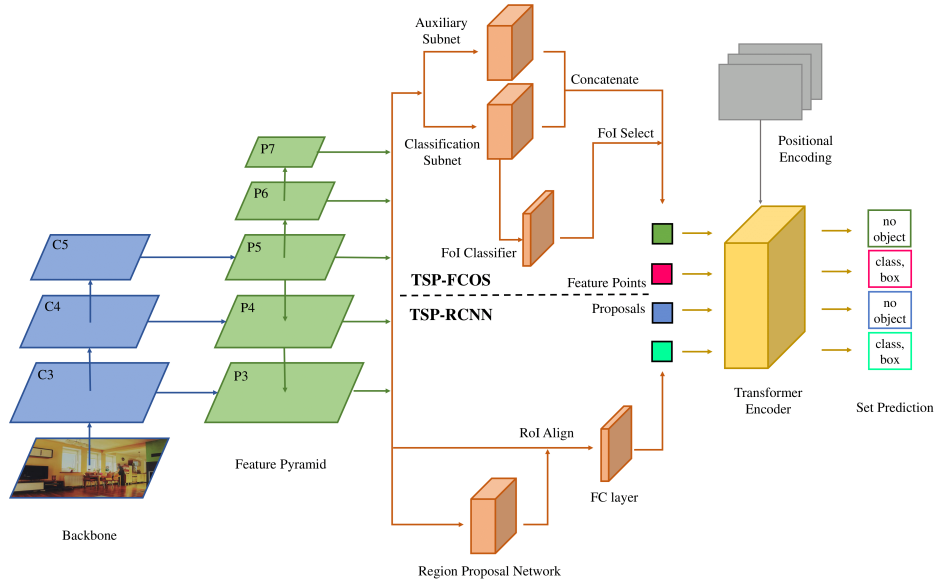 Auxiliary
Subnet
Concatenate
Classification
Subnet
FoI Select
FoI Classifier
Positional
Encoding
P7
P6
P5
P4
P3
C5
C4
C3
TSP-FCOS
TSP-RCNN
Feature Points
Proposals
no
object
class,
box
no
object
class,
box
Transformer
Encoder
Set Prediction
RoI Align
FC layer
Feature Pyramid
Backbone
Region Proposal Network